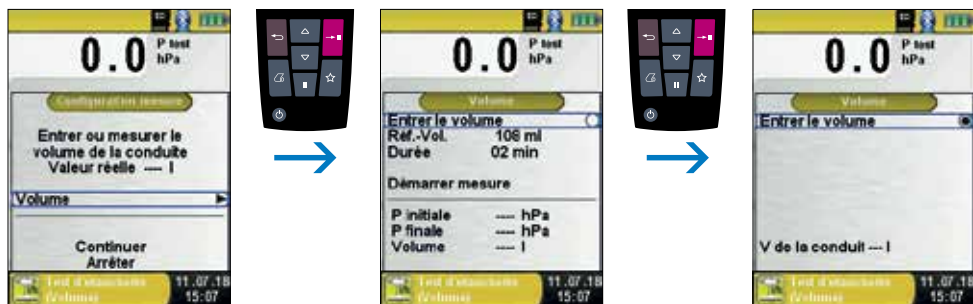 0.0 P test
hPa
Configuration mesure
Entrer ou mesurer le
volume de la conduite
Valeur réelle ---- l
Volume
Continuer
Arrêter
Test d'étanchéité
(Volume)
11.07.18
15:07
0.0 P test
hPa
Volume
Entrer le volume
Réf.-Vol. 108 ml
Durée 02 min
Démarrer mesure
P initiale ---- hPa
P finale ---- hPa
Volume ---- l
Test d'étanchéité
(Volume)
11.07.18
15:07
0.0 P test
hPa
Volume
Entrer le volume
V de la conduit --- l
Test d'étanchéité
(Volume)
11.07.18
15:07